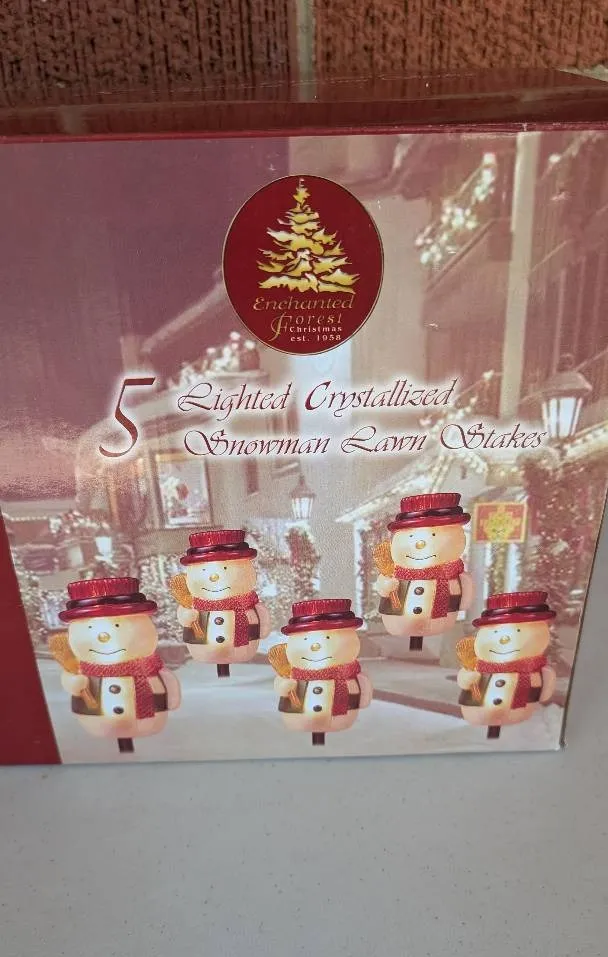 Enchanted
Forest
Christmas
est. 1958
5 Lighted Crystallized
Snowman Lawn Stakes